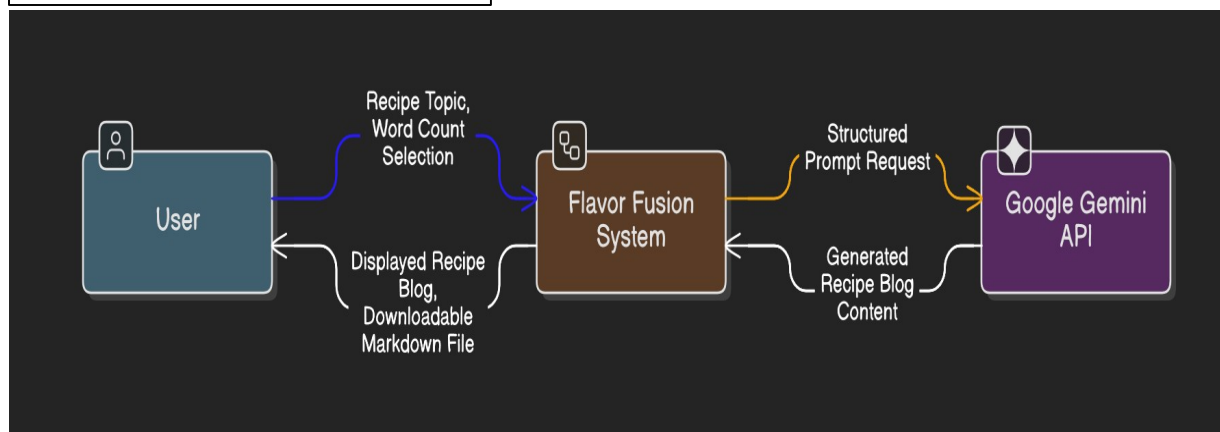 Recipe Topic,
Word Count
Selection
Structured
Prompt Request
User
Flavor Fusion
System
Google Gemini
API
Displayed Recipe
Blog,
Downloadable
Markdown File
Generated
Recipe Blog
Content